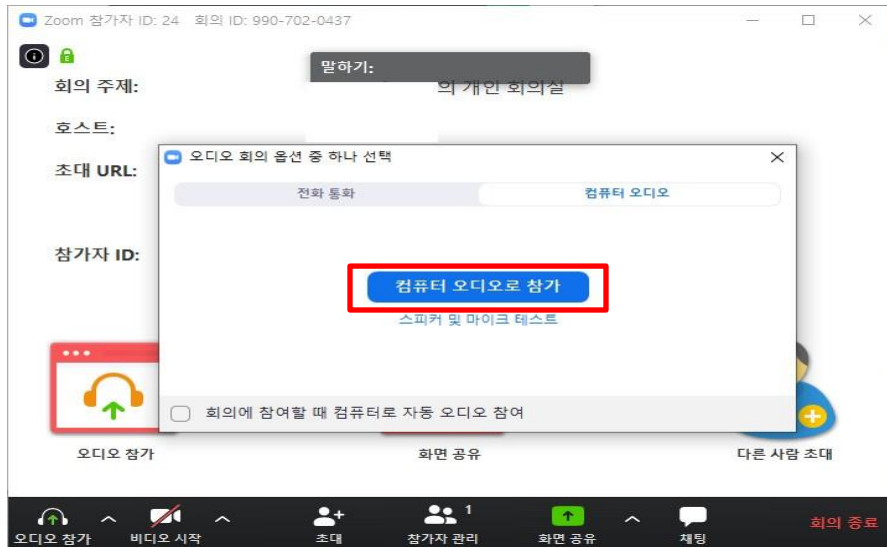 Zoom 참가자 ID: 24 회의 ID: 990-702-0437
말하기:
회의 주제:
의 개인 회의실
호스트:
초대 URL:
참가자 ID:
오디오 회의 옵션 중 하나 선택
전화 통화
컴퓨터 오디오
컴퓨터 오디오로 참가
스피커 및 마이크 테스트
회의에 참여할 때 컴퓨터로 자동 오디오 참여
오디오 참가
화면 공유
다른 사람 초대
오디오 참가
비디오 시작
초대
1
참가자 관리
화면 공유
채팅
회의 종료